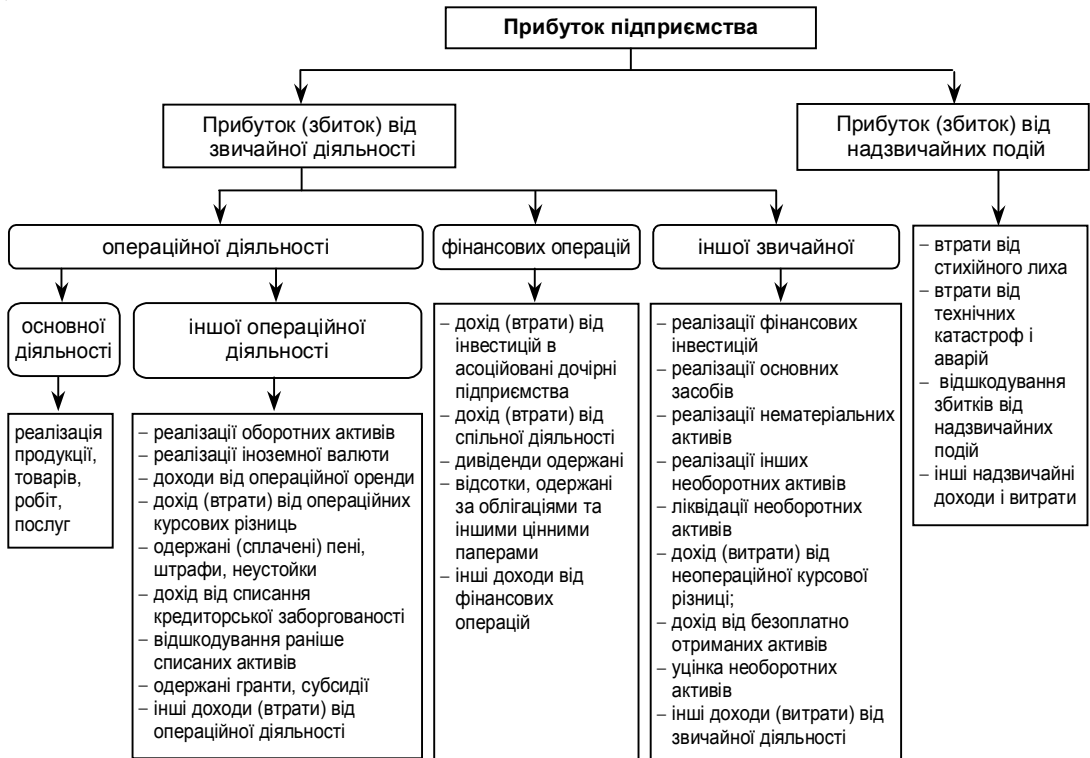 Прибуток підприємства
Прибуток (збиток) від
звичайної діяльності
Прибуток (збиток) від
надзвичайних подій
операційної діяльності
фінансових операцій
іншої звичайної
основної
діяльності
іншої операційної
діяльності
реалізація
продукції,
товарів,
робіт,
послуг
– реалізації оборотних активів
– реалізації іноземної валюти
– доходи від операційної оренди
– дохід (втрати) від операційних
курсових різниць
– одержані (сплачені) пені,
штрафи, неустойки
– дохід від списання
кредиторської заборгованості
– відшкодування раніше
списаних активів
– одержані гранти, субсидії
– інші доходи (втрати) від
операційної діяльності
– дохід (втрати) від
інвестицій в
асоційовані дочірні
підприємства
– дохід (втрати) від
спільної діяльності
– дивіденди одержані
– відсотки, одержані
за облігаціями та
іншими цінними
паперами
– інші доходи від
фінансових
операцій
– реалізації фінансових
інвестицій
– реалізації основних
засобів
– реалізації нематеріальних
активів
– реалізації інших
необоротних активів
– ліквідації необоротних
активів
– дохід (витрати) від
неопераційної курсової
різниці;
– дохід від безоплатно
отриманих активів
– уцінка необоротних
активів
– інші доходи (витрати) від
звичайної діяльності
– втрати від
стихійного лиха
– втрати від
технічних
катастроф і
аварій
– відшкодування
збитків від
надзвичайних
подій
– інші надзвичайні
доходи і витрати